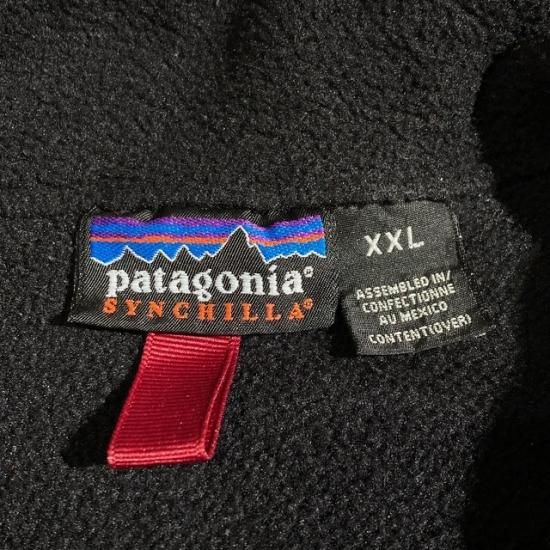 patagonia®
SYNCHILLA®
XXL
ASSEMBLED IN/
CONFECTIONNE
AU MEXICO
CONTENT(OVER)